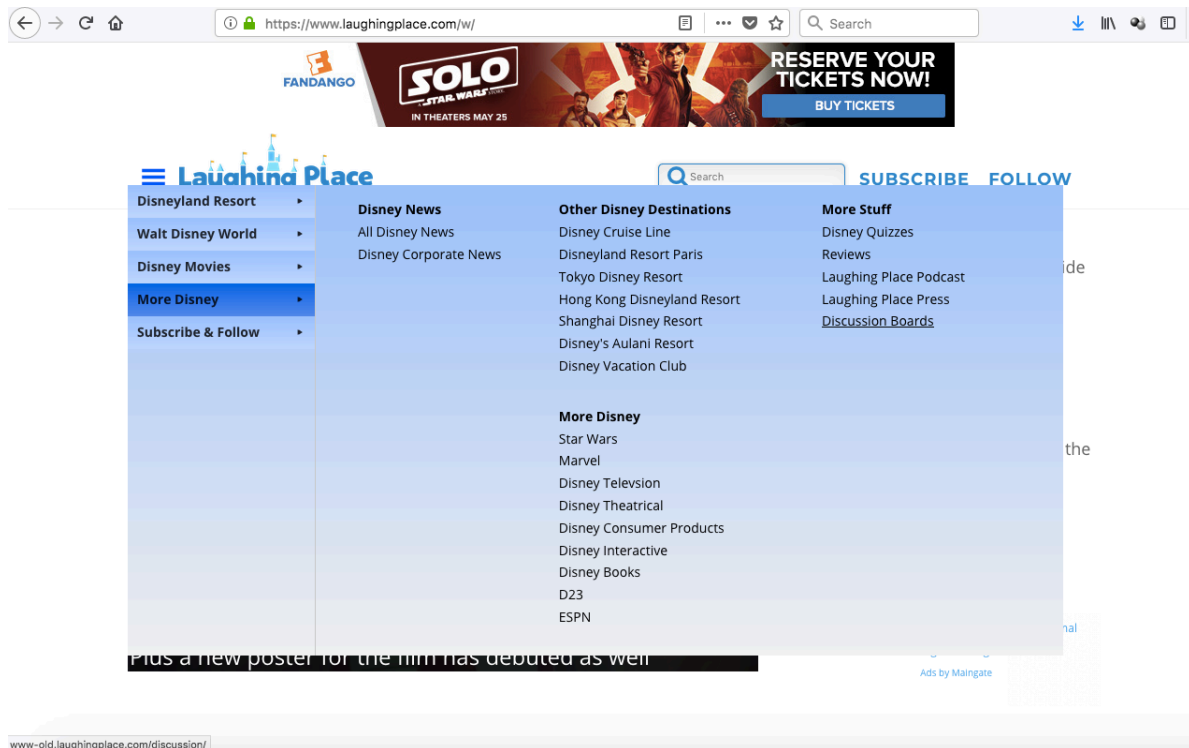 https://www.laughingplace.com/w/
Search
FANDANGO
SOLO
A STAR WARS STORY
IN THEATERS MAY 25
RESERVE YOUR
TICKETS NOW!
BUY TICKETS
Laughing Place
Search
SUBSCRIBE
FOLLOW
Disneyland Resort
Walt Disney World
Disney Movies
More Disney
Subscribe & Follow
Disney News
All Disney News
Disney Corporate News
Other Disney Destinations
Disney Cruise Line
Disneyland Resort Paris
Tokyo Disney Resort
Hong Kong Disneyland Resort
Shanghai Disney Resort
Disney's Aulani Resort
Disney Vacation Club
More Disney
Star Wars
Marvel
Disney Televsion
Disney Theatrical
Disney Consumer Products
Disney Interactive
Disney Books
D23
ESPN
More Stuff
Disney Quizzes
Reviews
Laughing Place Podcast
Laughing Place Press
Discussion Boards
the
Plus a new poster for the film has debuted as well
Ads by Maingate
www-old.laughingplace.com/discussion/